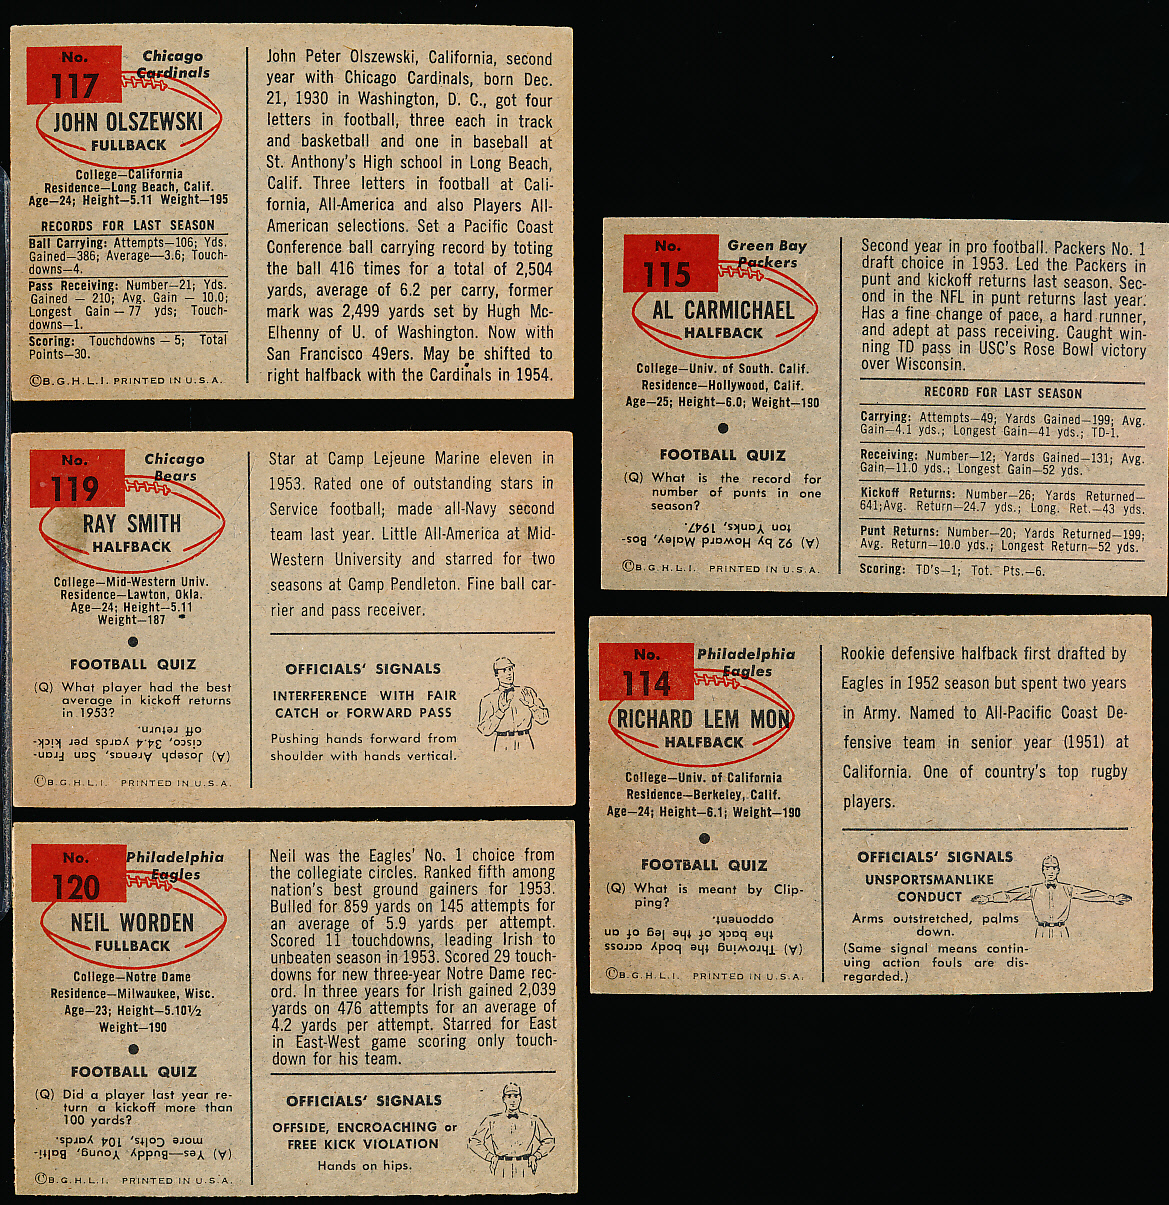 No.
117
Chicago
Cardinals
JOHN OLSZEWSKI
FULLBACK
College—California
Residence—Long Beach, Calif.
Age—24; Height—5.11 Weight—195
RECORDS FOR LAST SEASON
Ball Carrying: Attempts—106; Yds.
Gained—386; Average—3.6; Touch-
downs—4.
Pass Receiving: Number—21; Yds.
Gained — 210; Avg. Gain — 10.0;
Longest Gain — 77 yds; Touch-
downs—1.
Scoring: Touchdowns — 5; Total
Points—30.
©B.G.H.L.I. PRINTED IN U.S.A.
John Peter Olszewski, California, second
year with Chicago Cardinals, born Dec.
21, 1930 in Washington, D. C., got four
letters in football, three each in track
and basketball and one in baseball at
St. Anthony's High school in Long Beach,
Calif. Three letters in football at Cali-
fornia, All-America and also Players All-
American selections. Set a Pacific Coast
Conference ball carrying record by toting
the ball 416 times for a total of 2,504
yards, average of 6.2 per carry, former
mark was 2,499 yards set by Hugh Mc-
Elhenny of U. of Washington. Now with
San Francisco 49ers. May be shifted to
right halfback with the Cardinals in 1954.
No.
119
Chicago
Bears
RAY SMITH
HALFBACK
College—Mid-Western Univ.
Residence—Lawton, Okla.
Age—24; Height—5.11
Weight—187
FOOTBALL QUIZ
(Q) What player had the best
average in kickoff returns
in 1953?
(A) Joseph Arenas, San Fran-
cisco, 34.4 yards per kick-
off return.
©B.G.H.L.I. PRINTED IN U.S.A.
Star at Camp Lejeune Marine eleven in
1953. Rated one of outstanding stars in
Service football; made all-Navy second
team last year. Little All-America at Mid-
Western University and starred for two
seasons at Camp Pendleton. Fine ball car-
rier and pass receiver.
OFFICIALS' SIGNALS
INTERFERENCE WITH FAIR
CATCH or FORWARD PASS
Pushing hands forward from
shoulder with hands vertical.
No.
120
Philadelphia
Eagles
NEIL WORDEN
FULLBACK
College—Notre Dame
Residence—Milwaukee, Wisc.
Age—23; Height—5.10½
Weight—190
FOOTBALL QUIZ
(Q) Did a player last year re-
turn a kickoff more than
100 yards?
(A) Yes—Buddy Young, Balti-
more Colts, 104 yards.
©B.G.H.L.I. PRINTED IN U.S.A.
Neil was the Eagles' No. 1 choice from
the collegiate circles. Ranked fifth among
nation's best ground gainers for 1953.
Bulled for 859 yards on 145 attempts for
an average of 5.9 yards per attempt.
Scored 11 touchdowns, leading Irish to
unbeaten season in 1953. Scored 29 touch-
downs for new three-year Notre Dame rec-
ord. In three years for Irish gained 2,039
yards on 476 attempts for an average of
4.2 yards per attempt. Starred for East
in East-West game scoring only touch-
down for his team.
OFFICIALS' SIGNALS
OFFSIDE, ENCROACHING or
FREE KICK VIOLATION
Hands on hips.
No.
115
Green Bay
Packers
AL CARMICHAEL
HALFBACK
College—Univ. of South. Calif.
Residence—Hollywood, Calif.
Age—25; Height—6.0; Weight—190
FOOTBALL QUIZ
(Q) What is the record for
number of punts in one
season?
(A) 92 by Howard Maley, Bos-
ton Yanks, 1947.
©B.G.H.L.I. PRINTED IN U.S.A.
Second year in pro football. Packers No. 1
draft choice in 1953. Led the Packers in
punt and kickoff returns last season. Sec-
ond in the NFL in punt returns last year.
Has a fine change of pace, a hard runner,
and adept at pass receiving. Caught win-
ning TD pass in USC's Rose Bowl victory
over Wisconsin.
RECORD FOR LAST SEASON
Carrying: Attempts—49; Yards Gained—199; Avg.
Gain—4.1 yds.; Longest Gain—41 yds.; TD-1.
Receiving: Number—12; Yards Gained—131; Avg.
Gain—11.0 yds.; Longest Gain—52 yds.
Kickoff Returns: Number—26; Yards Returned—
641;Avg. Return—24.7 yds.; Long. Ret.—43 yds.
Punt Returns: Number—20; Yards Returned—199;
Avg. Return—10.0 yds.; Longest Return—52 yds.
Scoring: TD's—1; Tot. Pts.—6.
No.
114
Philadelphia
Eagles
RICHARD LEM MON
HALFBACK
College—Univ. of California
Residence—Berkeley, Calif.
Age—24; Height—6.1; Weight—190
FOOTBALL QUIZ
(Q) What is meant by Clip-
ping?
(A) Throwing the body across
the back of the leg of an
opponent.
©B.G.H.L.I. PRINTED IN U.S.A.
Rookie defensive halfback first drafted by
Eagles in 1952 season but spent two years
in Army. Named to All-Pacific Coast De-
fensive team in senior year (1951) at
California. One of country's top rugby
players.
OFFICIALS' SIGNALS
UNSPORTSMANLIKE
CONDUCT
Arms outstretched, palms
down.
(Same signal means contin-
uing action fouls are dis-
regarded.)